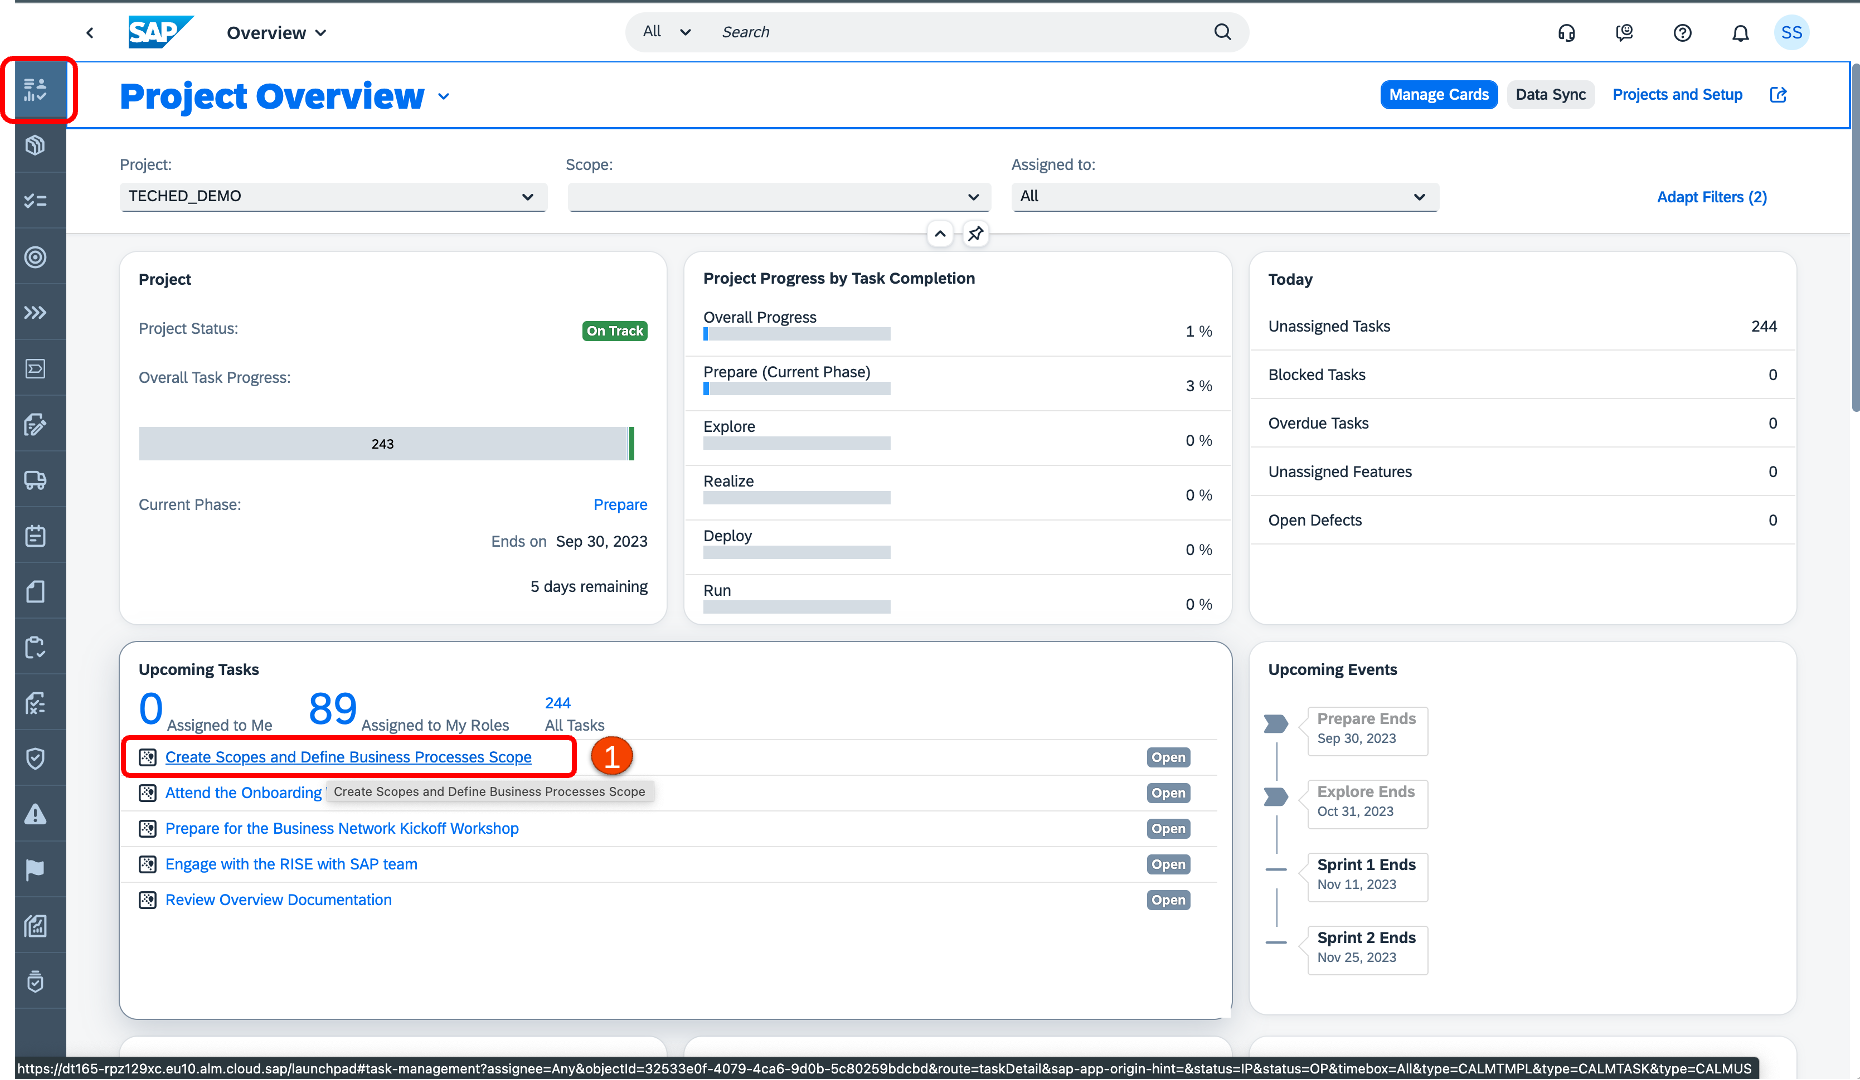 SAP
Overview
All
Search
SS
Project Overview
Manage Cards
Data Sync
Projects and Setup
Project:
Scope:
Assigned to:
TECHED_DEMO
All
Adapt Filters (2)
Project
Project Status:
On Track
Overall Task Progress:
243
Current Phase:
Prepare
Ends on Sep 30, 2023
5 days remaining
Project Progress by Task Completion
Overall Progress
1 %
Prepare (Current Phase)
3 %
Explore
0 %
Realize
0 %
Deploy
0 %
Run
0 %
Today
Unassigned Tasks 244
Blocked Tasks 0
Overdue Tasks 0
Unassigned Features 0
Open Defects 0
Upcoming Tasks
0 Assigned to Me
89 Assigned to My Roles
244
All Tasks
Create Scopes and Define Business Processes Scope
1
Open
Attend the Onboarding
Create Scopes and Define Business Processes Scope
Open
Prepare for the Business Network Kickoff Workshop
Open
Engage with the RISE with SAP team
Open
Review Overview Documentation
Open
Upcoming Events
Prepare Ends
Sep 30, 2023
Explore Ends
Oct 31, 2023
Sprint 1 Ends
Nov 11, 2023
Sprint 2 Ends
Nov 25, 2023
https://dt165-rpz129xc.eu10.alm.cloud.sap/launchpad#task-management?assignee=Any&objectId=32533e0f-4079-4ca6-9d0b-5c80259bdcbd&route=taskDetail&sap-app-origin-hint=&status=IP&status=OP&timebox=All&type=CALMTMPL&type=CALMTASK&type=CALMUS